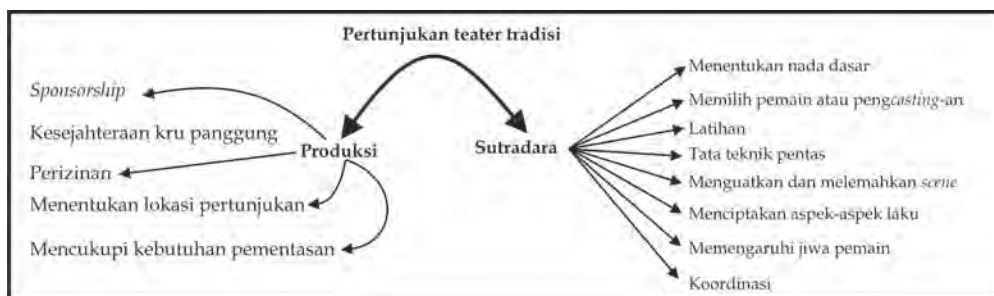 Pertunjukan teater tradisi
Sponsorship
Kesejahteraan kru panggung
Produksi
Perizinan
Menentukan lokasi pertunjukan
Mencukupi kebutuhan pementasan
Sutradara
Menentukan nada dasar
Memilih pemain atau pengcasting-an
Latihan
Tata teknik pentas
Menguatkan dan melemahkan scene
Menciptakan aspek-aspek laku
Memengaruhi jiwa pemain
Koordinasi